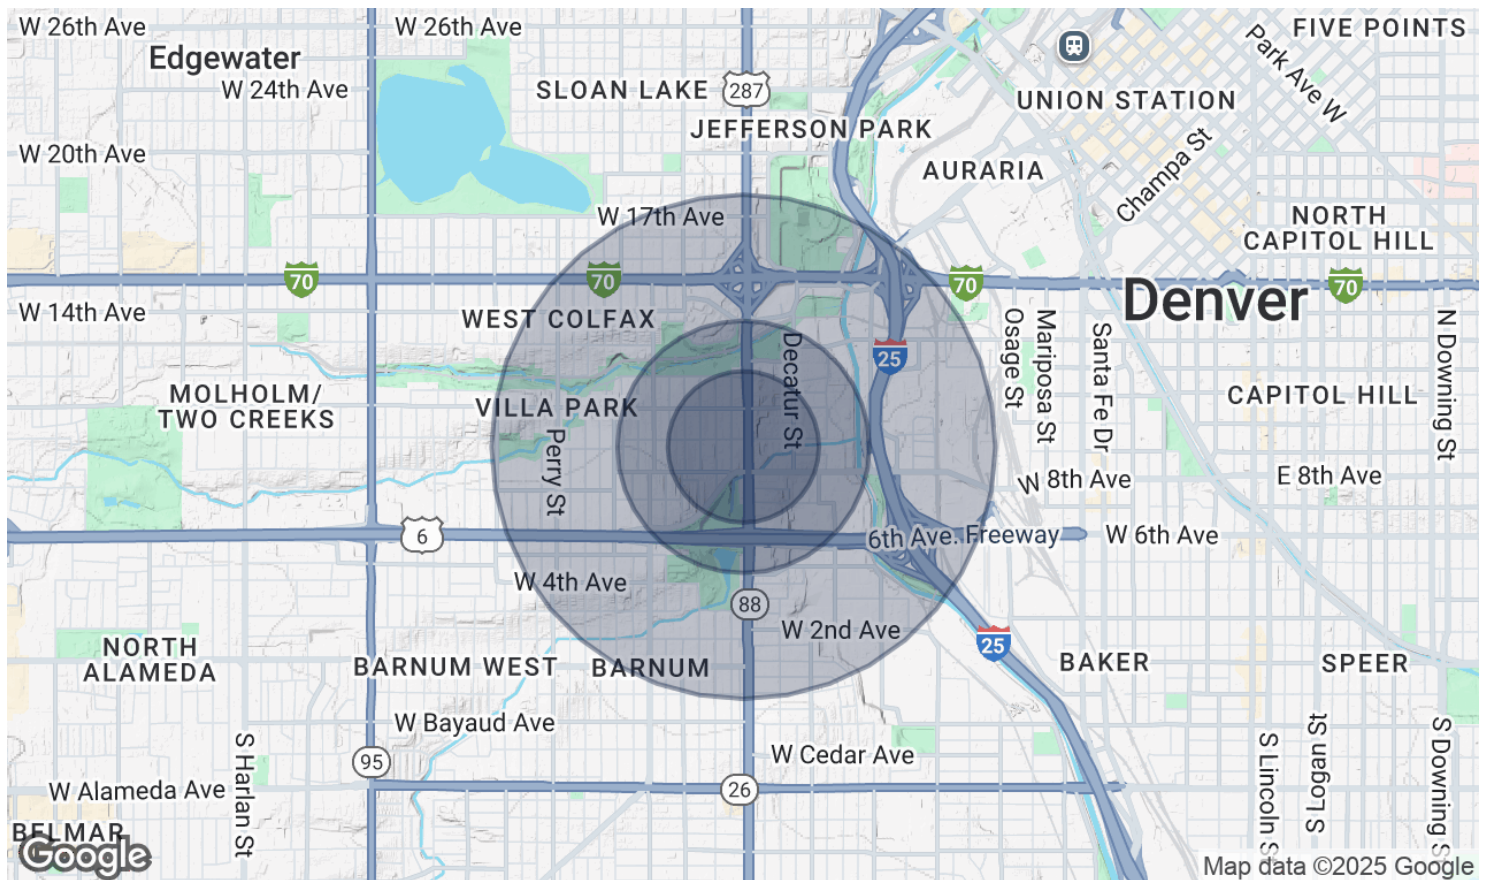 W 26th Ave
W 26th Ave
FIVE POINTS
Edgewater
Park Ave W
W 24th Ave
SLOAN LAKE
287
UNION STATION
JEFFERSON PARK
W 20th Ave
AURARIA
Champa St
W 17th Ave
NORTH
CAPITOL HILL
70
70
70
70
Denver
W 14th Ave
WEST COLFAX
Decatur St
25
Osage St
Mariposa St
Santa Fe Dr
N Downing St
MOLHOLM/
TWO CREEKS
VILLA PARK
CAPITOL HILL
Perry St
W 8th Ave
E 8th Ave
6
6th Ave. Freeway
W 6th Ave
W 4th Ave
88
W 2nd Ave
25
NORTH
ALAMEDA
BARNUM WEST
BARNUM
BAKER
SPEER
W Bayaud Ave
S Harlan St
95
W Cedar Ave
S Lincoln S
S Logan St
S Downing S
W Alameda Ave
26
BELMAR
Google
Map data ©2025 Google